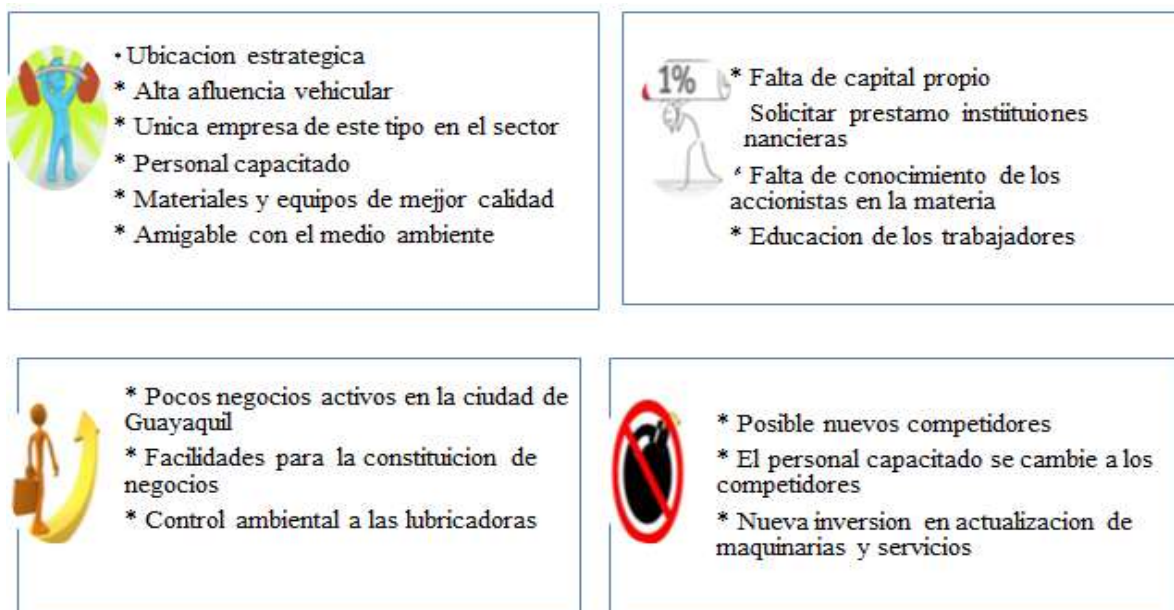 · Ubicacion estrategica
* Alta afluencia vehicular
* Unica empresa de este tipo en el sector
* Personal capacitado
* Materiales y equipos de mejjor calidad
* Amigable con el medio ambiente
1%
* Falta de capital propio
Solicitar prestamo instiituiones
nancieras
‘ Falta de conocimiento de los
accionistas en la materia
* Educacion de los trabajadores
* Pocos negocios activos en la ciudad de
Guayaquil
* Facilidades para la constituicion de
negocios
* Control ambiental a las lubricadoras
* Posible nuevos competidores
* El personal capacitado se cambie a los
competidores
* Nueva inversion en actualizacion de
maquinarias y servicios